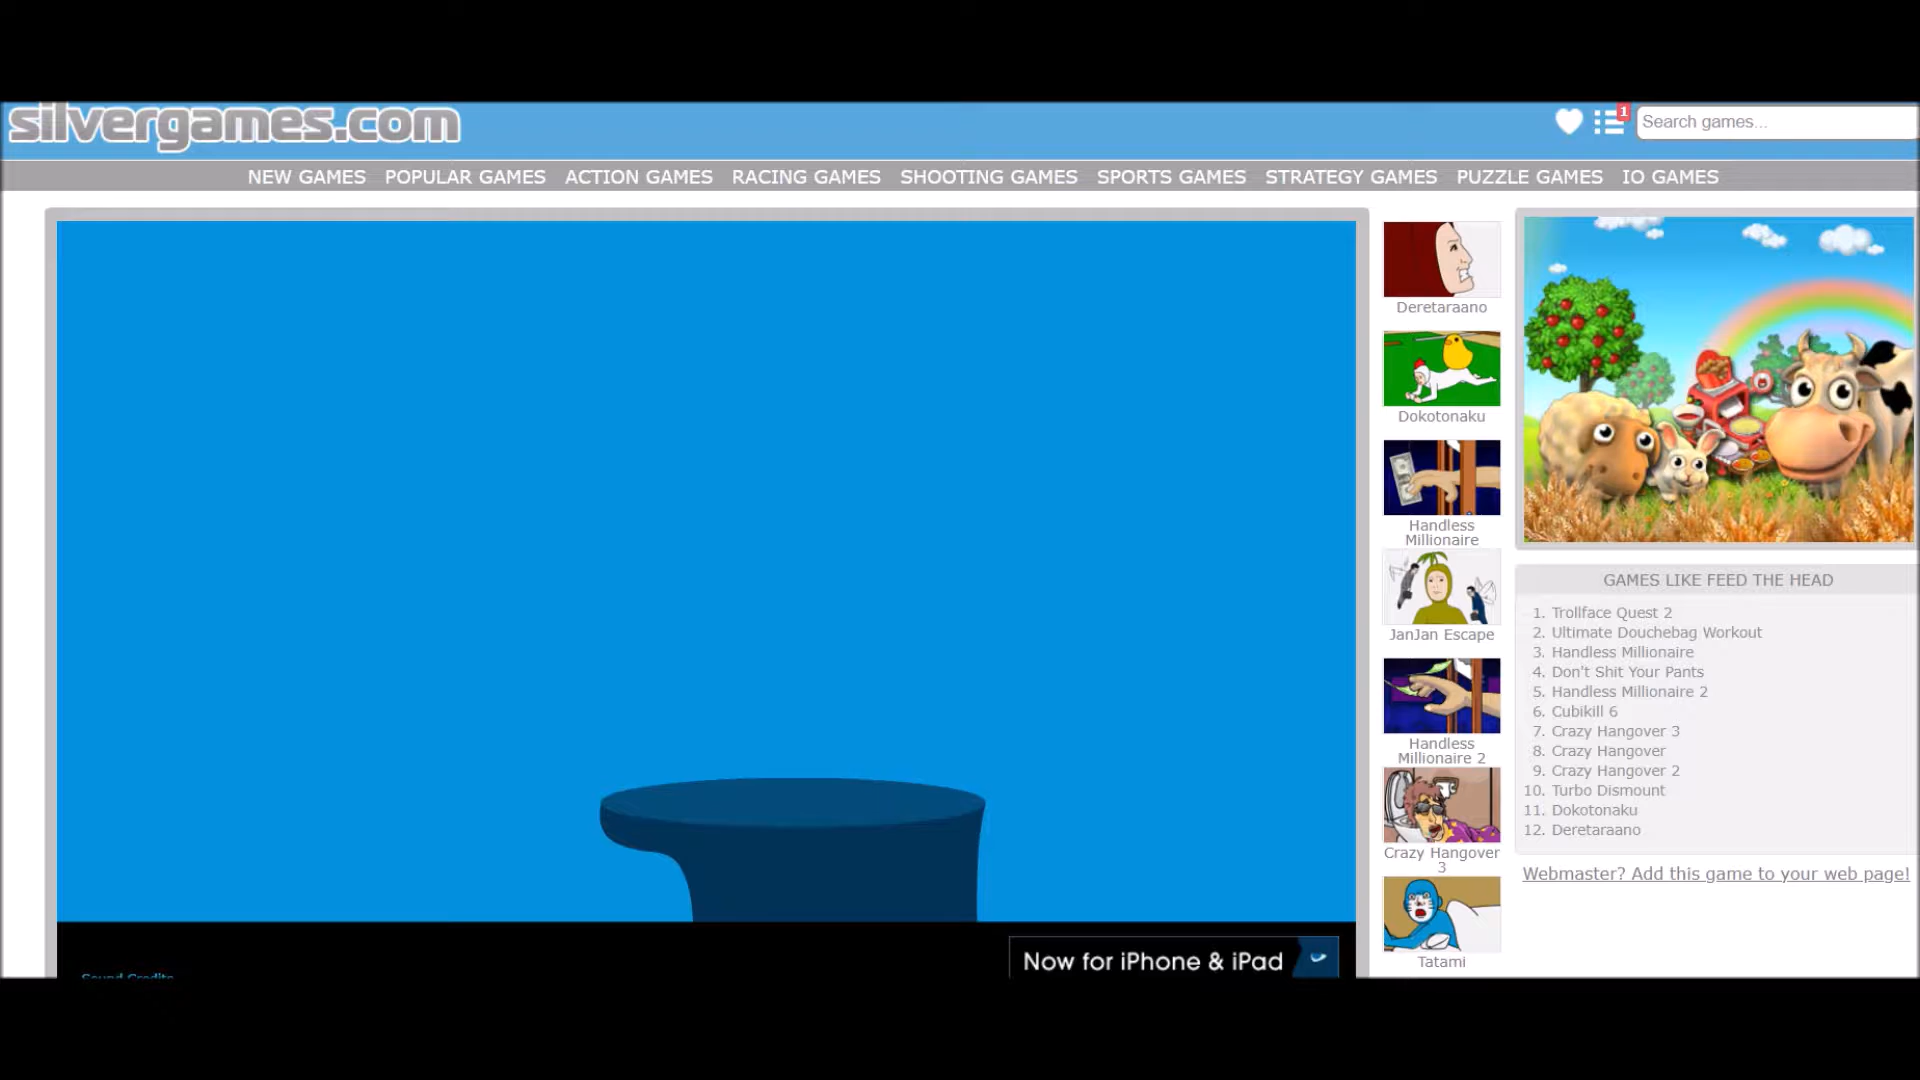 silvergames.com
1
Search games...
NEW GAMES POPULAR GAMES ACTION GAMES RACING GAMES SHOOTING GAMES SPORTS GAMES STRATEGY GAMES PUZZLE GAMES IO GAMES
Deretaraano
Dokotonaku
Handless
Millionaire
JanJan Escape
Handless
Millionaire 2
Crazy Hangover
3
Tatami
GAMES LIKE FEED THE HEAD
1. Trollface Quest 2
2. Ultimate Douchebag Workout
3. Handless Millionaire
4. Don't Shit Your Pants
5. Handless Millionaire 2
6. Cubikill 6
7. Crazy Hangover 3
8. Crazy Hangover
9. Crazy Hangover 2
10. Turbo Dismount
11. Dokotonaku
12. Deretaraano
Webmaster? Add this game to your web page!
Sound Credits
Now for iPhone & iPad